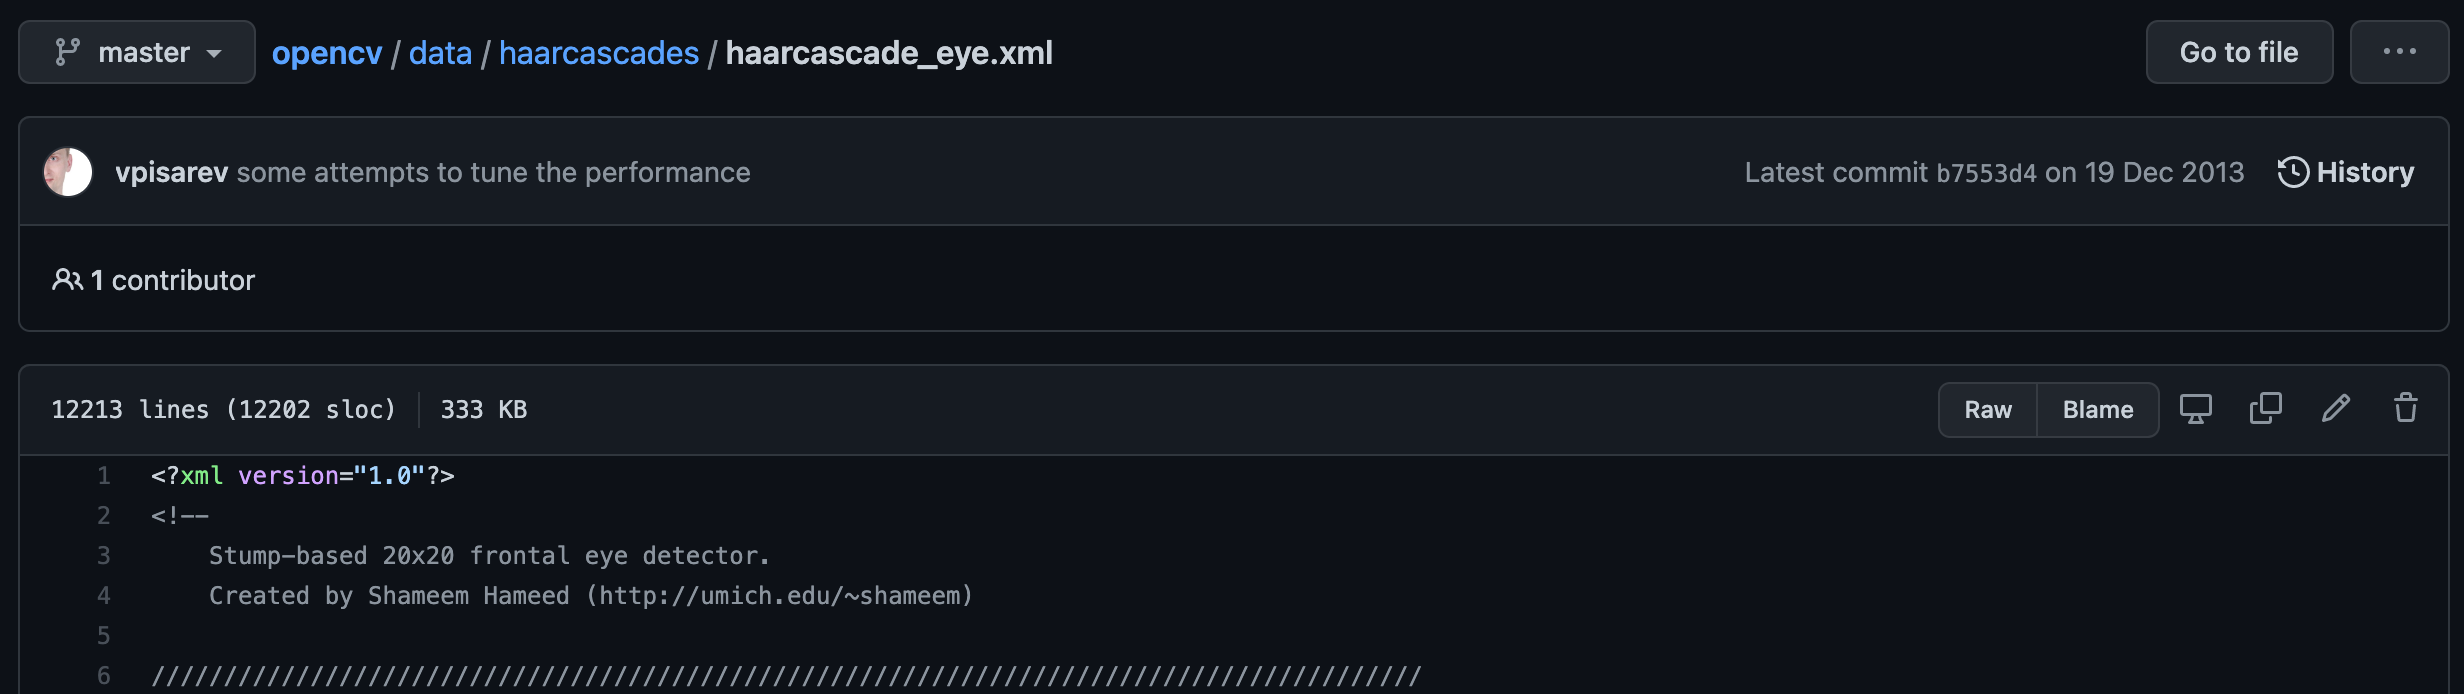 master opencv / data / haarcascades / haarcascade_eye.xml Go to file ...
vpisarev some attempts to tune the performance Latest commit b7553d4 on 19 Dec 2013 History
1 contributor
12213 lines (12202 sloc) 333 KB Raw Blame
1 <?xml version="1.0"?>
2 <!--
3 Stump-based 20x20 frontal eye detector.
4 Created by Shameem Hameed (http://umich.edu/~shameem)
5
6 ////////////////////////////////////////////////////////////////////////////////////////